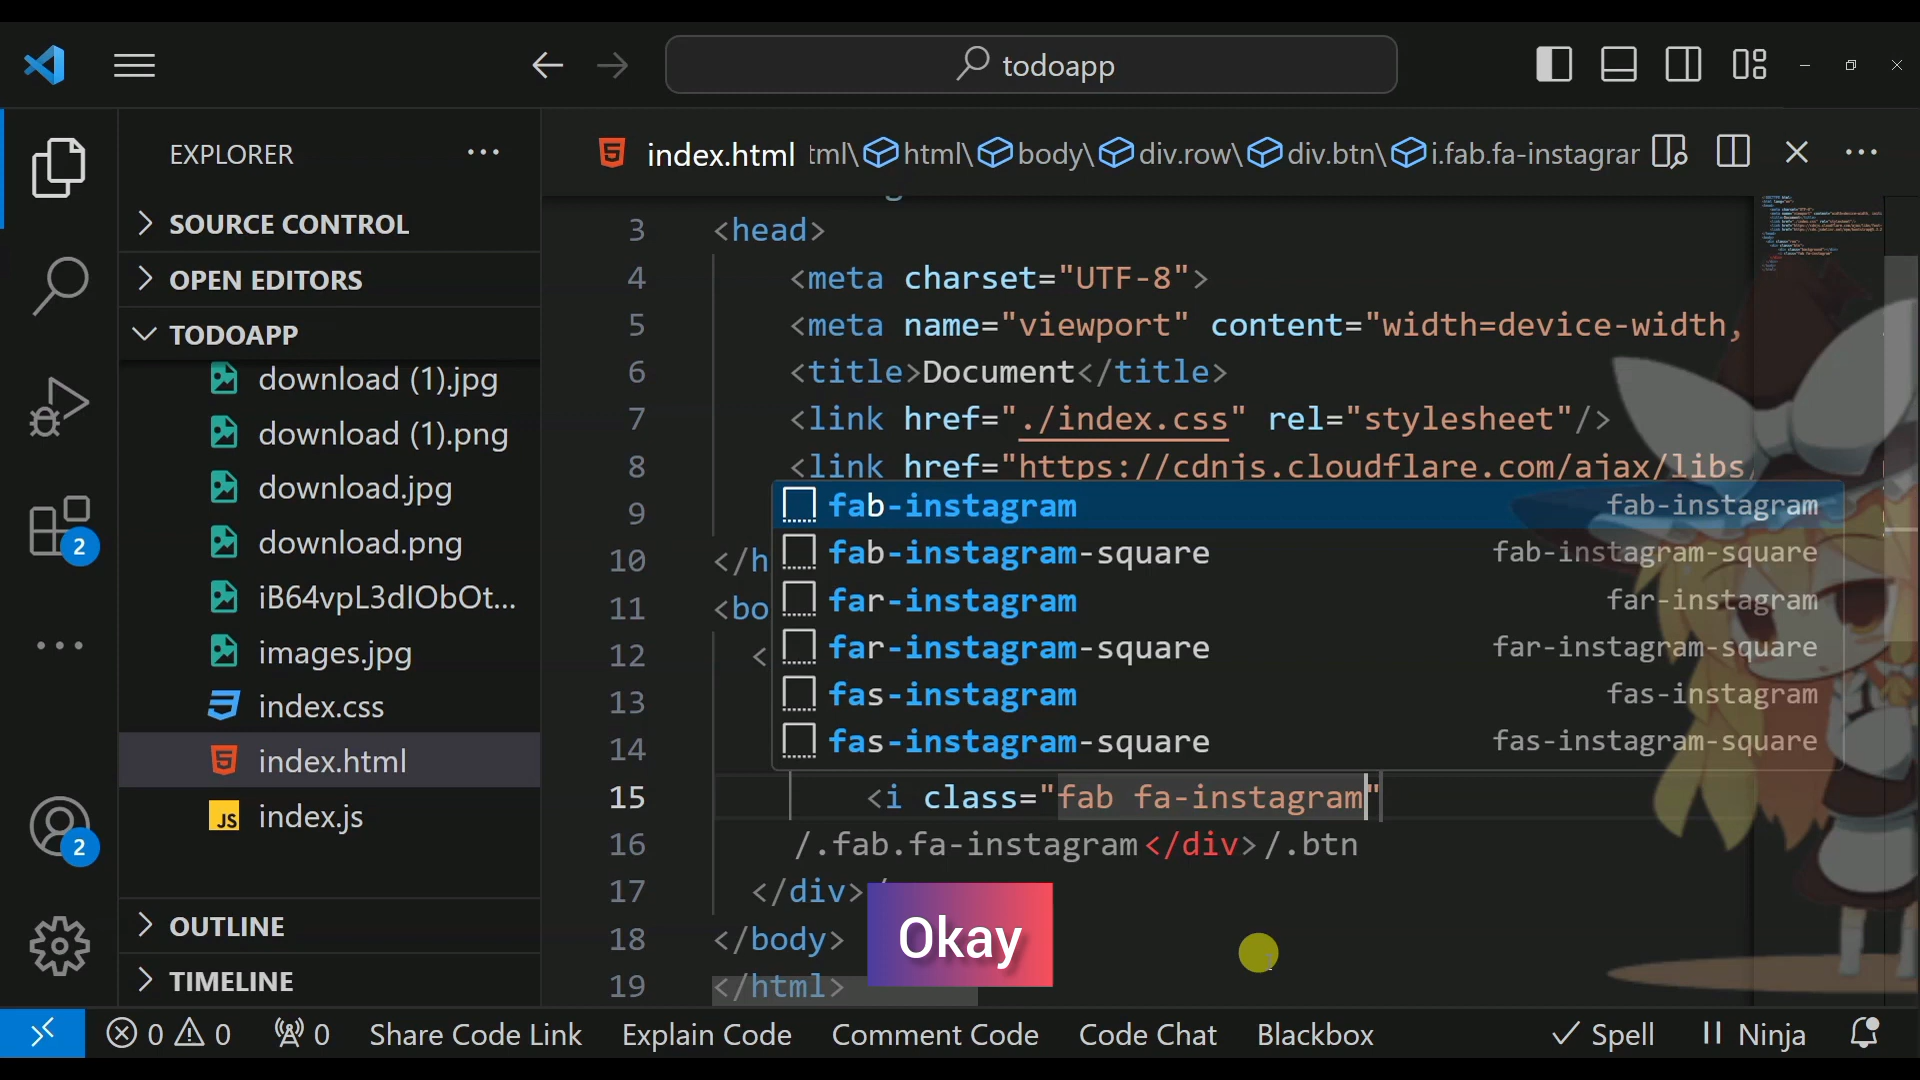 todoapp
EXPLORER
SOURCE CONTROL
OPEN EDITORS
TODOAPP
download (1).jpg
download (1).png
download.jpg
download.png
iB64vpL3dIObOt...
images.jpg
index.css
index.html
index.js
OUTLINE
TIMELINE
2
2
index.html tml\ html\ body\ div.row\ div.btn\ i.fab.fa-instagrar
3 <head>
4 <meta charset="UTF-8">
5 <meta name="viewport" content="width=device-width,
6 <title>Document</title>
7 <link href="./index.css" rel="stylesheet"/>
8 <link href="https://cdnjs.cloudflare.com/ajax/libs
9
10 </h
11 <bo
12 <
13
14
fab-instagram fab-instagram
fab-instagram-square fab-instagram-square
far-instagram far-instagram
far-instagram-square far-instagram-square
fas-instagram fas-instagram
fas-instagram-square fas-instagram-square
15 <i class="fab fa-instagram"
16 /.fab.fa-instagram</div>/.btn
17 </div>
18 </body>
19 </html>
Okay
0 0 0 Share Code Link Explain Code Comment Code Code Chat Blackbox Spell Ninja